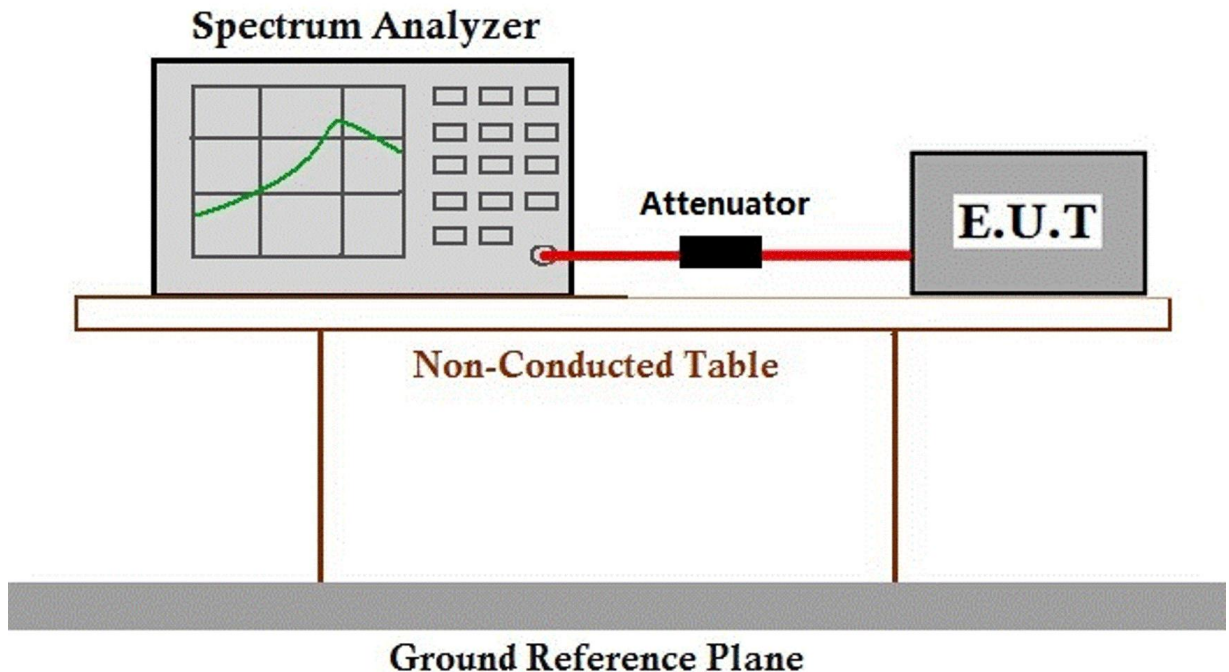 Spectrum Analyzer
Attenuator
E.U.T
Non-Conducted Table
Ground Reference Plane